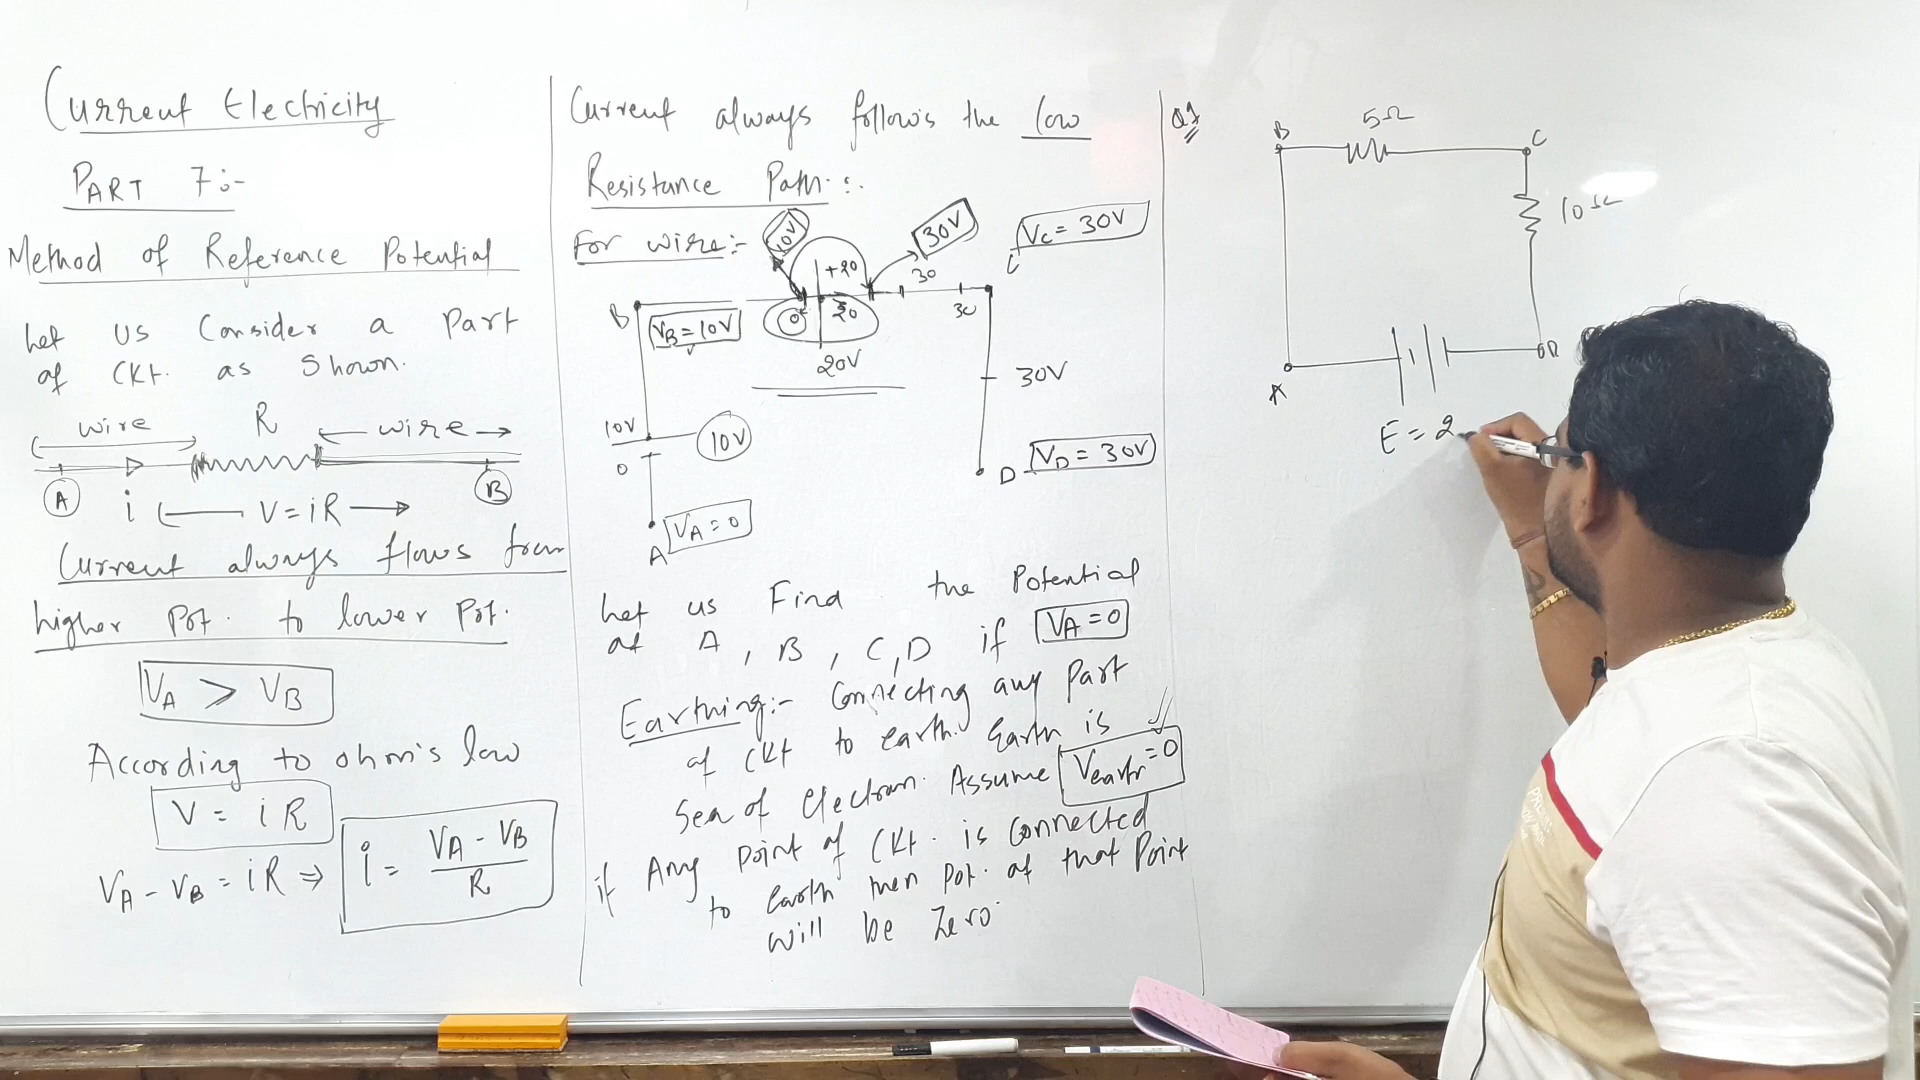 Current Electricity
PART 7:-
Method of Reference Potential
Let us Consider a part
of CKt. as Shown.
wire R wire
A i V = iR B
Current always flows from
higher Pot. to lower Pot.
VA > VB
According to ohm's law
V = iR
VA - VB = iR ⇒ i = VA - VB / R
Current always follows the low
Resistance Path :.
For wire:-
10V
+20
30V
30
VC = 30V
C
B
VB = 10V
0
20
30
20V
30V
10V
0
10V
D
VD = 30V
A
VA = 0
Let us Find the Potential
at A, B, C, D if VA = 0
Earthing:- Connecting any part
of CKt to earth. Earth is
Sea of electron. Assume Vearth = 0
if Any point of CKt. is Connected
to earth then pot. at that Point
will be Zero.
Q1
B
5Ω
C
10Ω
A
D
E = 2